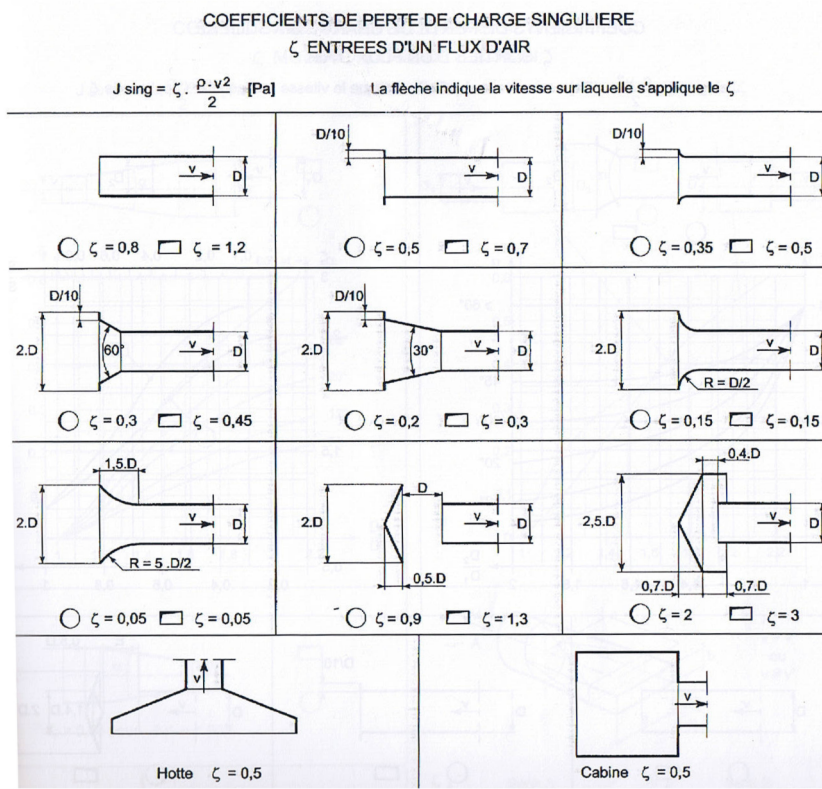 COEFFICIENTS DE PERTE DE CHARGE SINGULIERE
ζ ENTREES D'UN FLUX D'AIR
J sing = ζ . ρ . v2 / 2 [Pa] La flèche indique la vitesse sur laquelle s'applique le ζ
D/10 D/10
v D v D v D
ζ = 0,8 ζ = 1,2 ζ = 0,5 ζ = 0,7 ζ = 0,35 ζ = 0,5
D/10 D/10
2.D 60° v D 2.D 30° v D 2.D v D
R = D/2
ζ = 0,3 ζ = 0,45 ζ = 0,2 ζ = 0,3 ζ = 0,15 ζ = 0,15
1,5.D D 0,4.D
2.D v D 2.D v D 2,5.D v D
R = 5 .D/2 0,5.D 0,7.D 0,7.D
ζ = 0,05 ζ = 0,05 ζ = 0,9 ζ = 1,3 ζ = 2 ζ = 3
v v
Hotte ζ = 0,5 Cabine ζ = 0,5